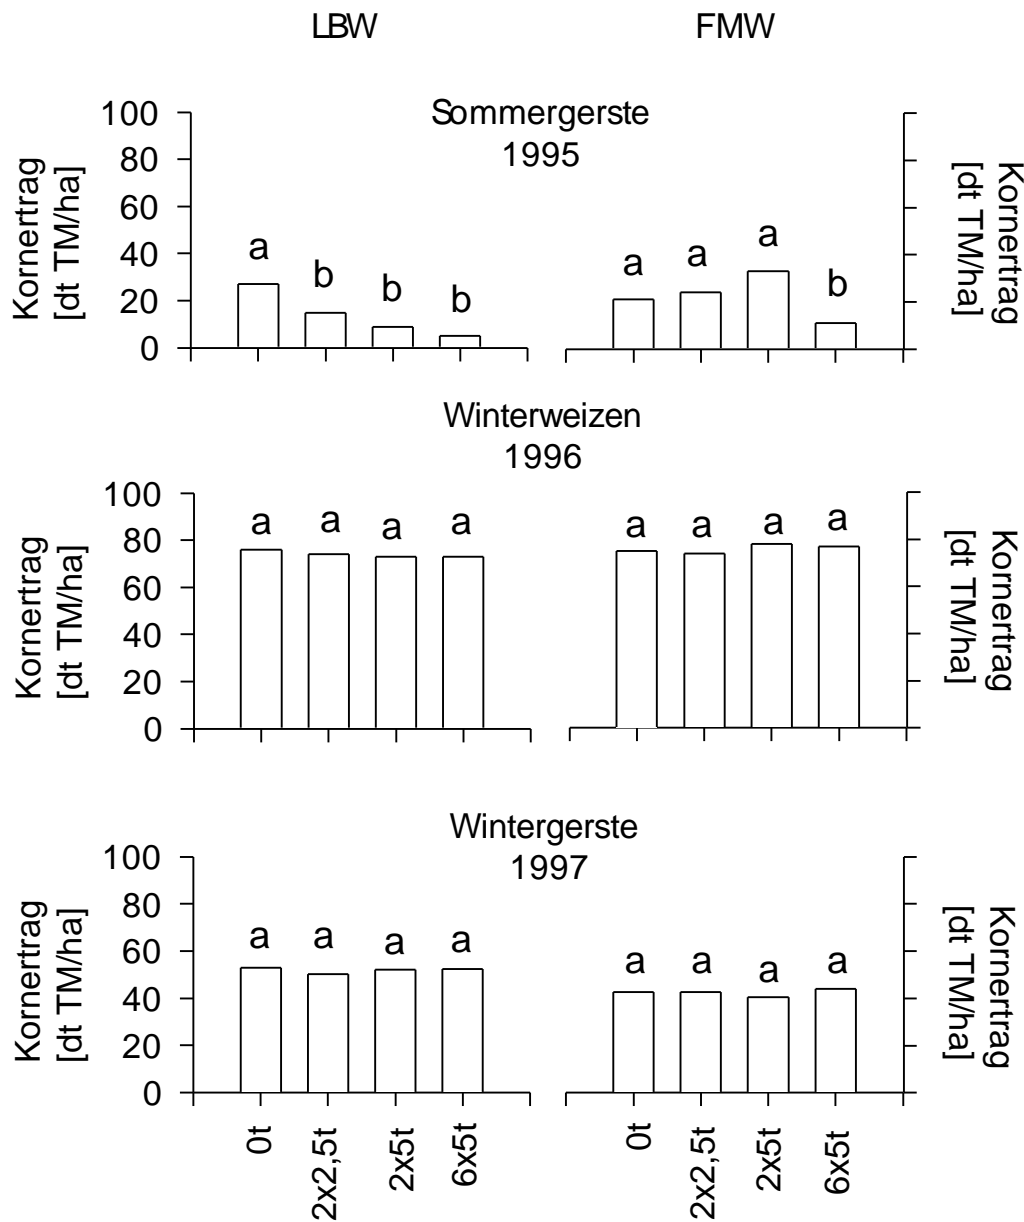 LBW
FMW
Sommergerste
1995
Kornertrag
[dt TM/ha]
100
80
60
40
20
0
a
b
b
b
a
a
a
b
Kornertrag
[dt TM/ha]
Winterweizen
1996
Kornertrag
[dt TM/ha]
100
80
60
40
20
0
a
a
a
a
a
a
a
a
Kornertrag
[dt TM/ha]
Wintergerste
1997
Kornertrag
[dt TM/ha]
100
80
60
40
20
0
a
a
a
a
a
a
a
a
Kornertrag
[dt TM/ha]
0t
2x2,5t
2x5t
6x5t
0t
2x2,5t
2x5t
6x5t